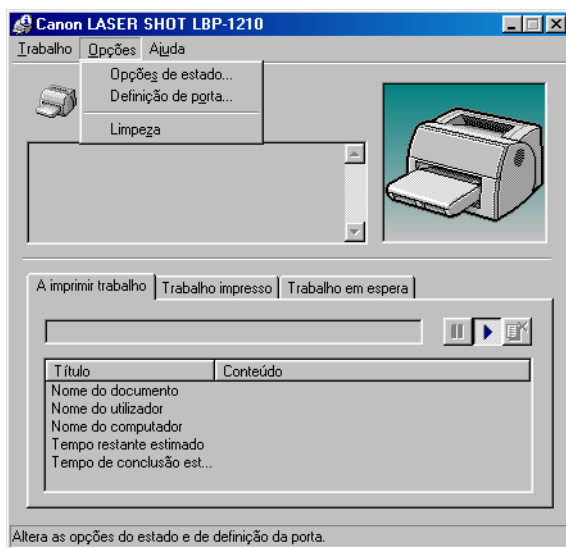 Canon LASER SHOT LBP-1210
Trabalho Opções Ajuda
Opções de estado...
Definição de porta...
Limpeza
A imprimir trabalho Trabalho impresso Trabalho em espera
Título Conteúdo
Nome do documento
Nome do utilizador
Nome do computador
Tempo restante estimado
Tempo de conclusão est...
Altera as opções do estado e de definição da porta.